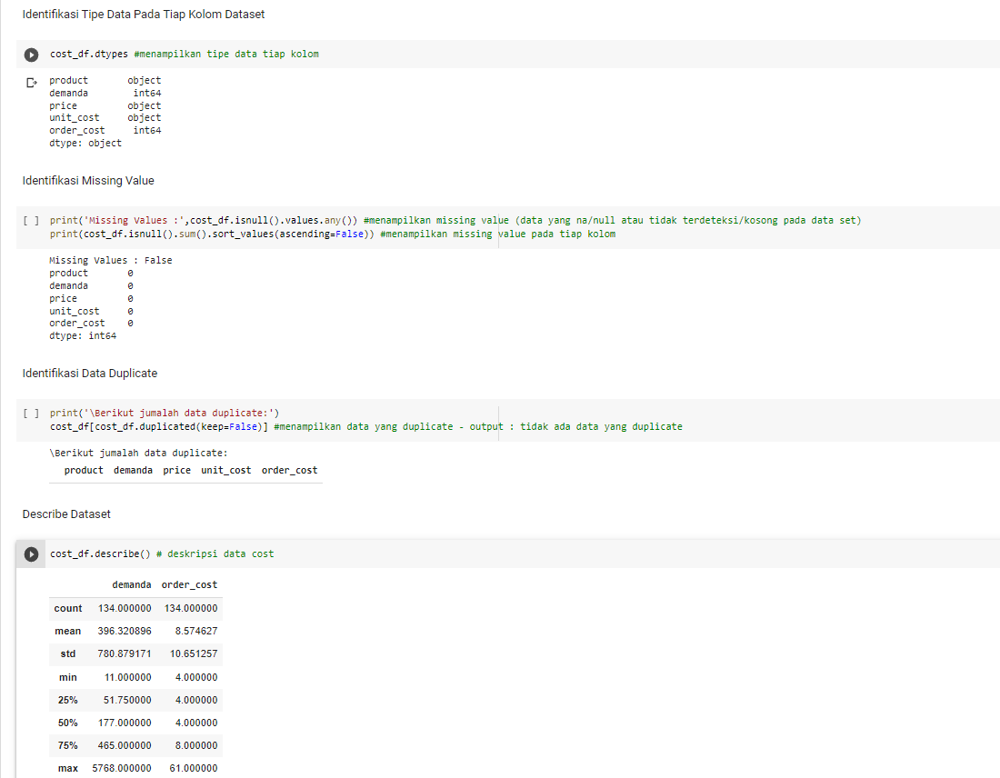 Identifikasi Tipe Data Pada Tiap Kolom Dataset
cost_df.dtypes #menampilkan tipe data tiap kolom
product object
demanda int64
price object
unit_cost object
order_cost int64
dtype: object
Identifikasi Missing Value
[ ] print('Missing Values :',cost_df.isnull().values.any()) #menampilkan missing value (data yang na/null atau tidak terdeteksi/kosong pada data set)
print(cost_df.isnull().sum().sort_values(ascending=False)) #menampilkan missing value pada tiap kolom
Missing Values : False
product 0
demanda 0
price 0
unit_cost 0
order_cost 0
dtype: int64
Identifikasi Data Duplicate
[ ] print('\Berikut jumalah data duplicate:')
cost_df[cost_df.duplicated(keep=False)] #menampilkan data yang duplicate - output : tidak ada data yang duplicate
\Berikut jumalah data duplicate:
product demanda price unit_cost order_cost
Describe Dataset
cost_df.describe() # deskripsi data cost
demanda order_cost
count 134.000000 134.000000
mean 396.320896 8.574627
std 780.879171 10.651257
min 11.000000 4.000000
25% 51.750000 4.000000
50% 177.000000 4.000000
75% 465.000000 8.000000
max 5768.000000 61.000000